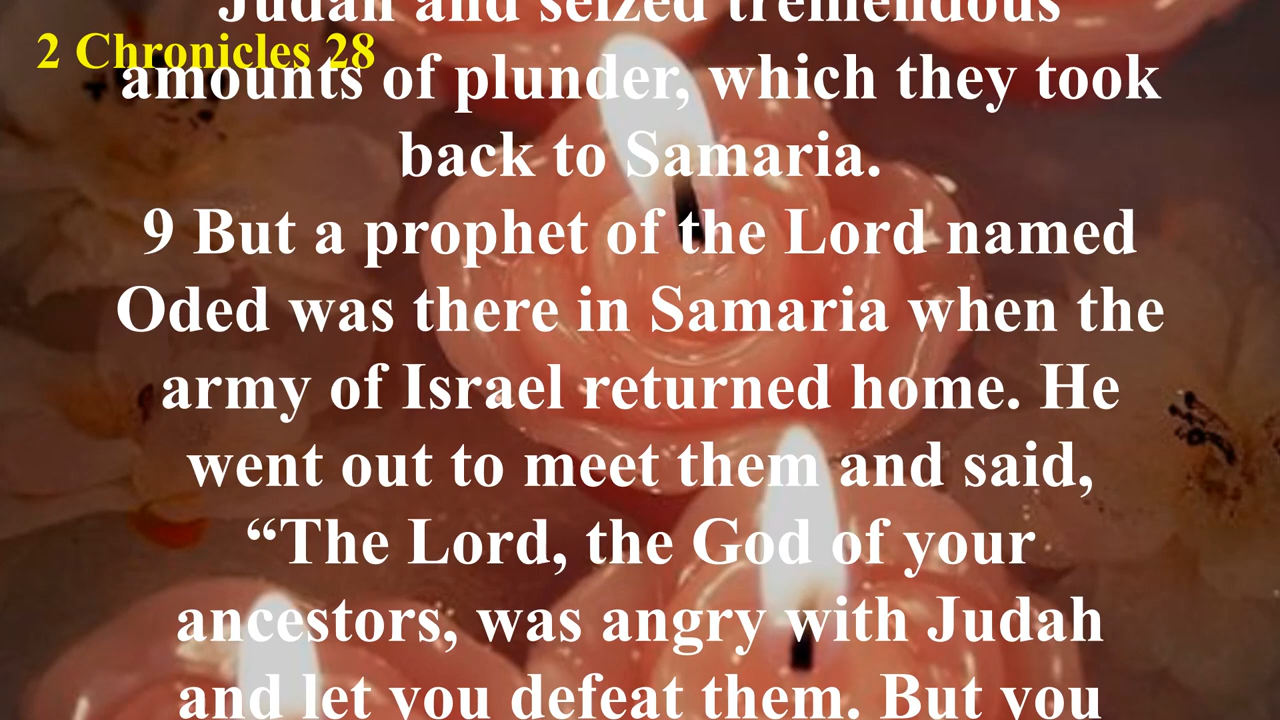 Judah and seized tremendous
2 Chronicles 28
amounts of plunder, which they took
back to Samaria.
9 But a prophet of the Lord named
Oded was there in Samaria when the
army of Israel returned home. He
went out to meet them and said,
“The Lord, the God of your
ancestors, was angry with Judah
and let you defeat them. But you